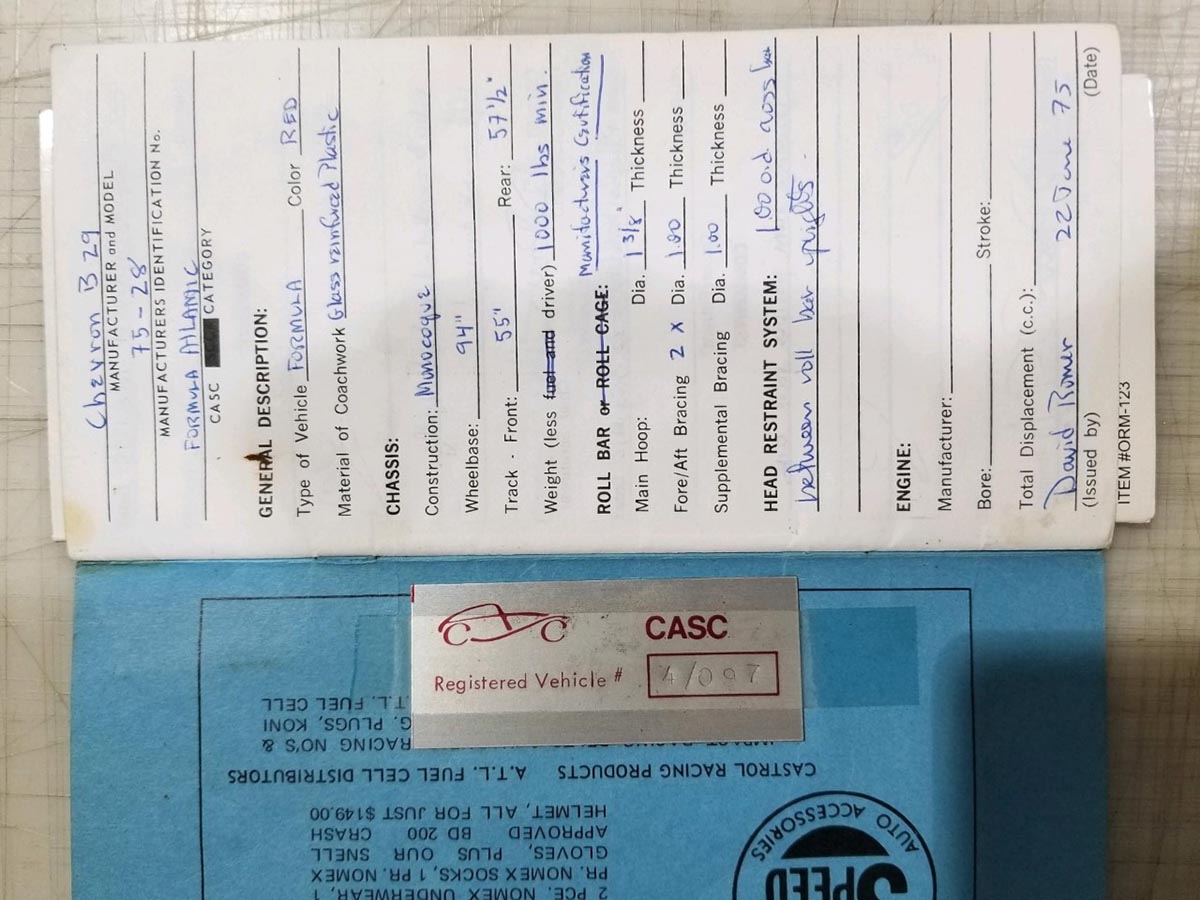 Chevron B29
MANUFACTURER and MODEL
75-28
MANUFACTURERS IDENTIFICATION No.
FORMULA ATLANTIC
CASC CATEGORY
GENERAL DESCRIPTION:
Type of Vehicle FORMULA Color RED
Material of Coachwork Glass reinforced Plastic
CHASSIS:
Construction: Monocoque
Wheelbase: 94"
Track - Front: 55" Rear: 57 1/2"
Weight (less fuel and driver) 1000 lbs min.
ROLL BAR or ROLL CAGE: Manufacturers Certification
Main Hoop: Dia. 1 3/8" Thickness
Fore/Aft Bracing 2 X Dia. 1.00 Thickness
Supplemental Bracing Dia. 1.00 Thickness
HEAD RESTRAINT SYSTEM: 1.00 o.d. cross bar
between roll bar uprights.
ENGINE:
Manufacturer:
Bore: Stroke:
Total Displacement (c.c.):
David Romer 22 June 75
(Issued by) (Date)
ITEM #ORM-123
CASC
Registered Vehicle # 4/097
2 PCE. NOMEX UNDERWEAR, 1
PR. NOMEX SOCKS, 1 PR. NOMEX
GLOVES, PLUS OUR SNELL
APPROVED BD 200 CRASH
HELMET, ALL FOR JUST $149.00
CASTROL RACING PRODUCTS A.T.L. FUEL CELL DISTRIBUTORS
RACING NO'S &
G. PLUGS, KONI
T.L. FUEL CELL
SPEED
AUTO ACCESSORIES